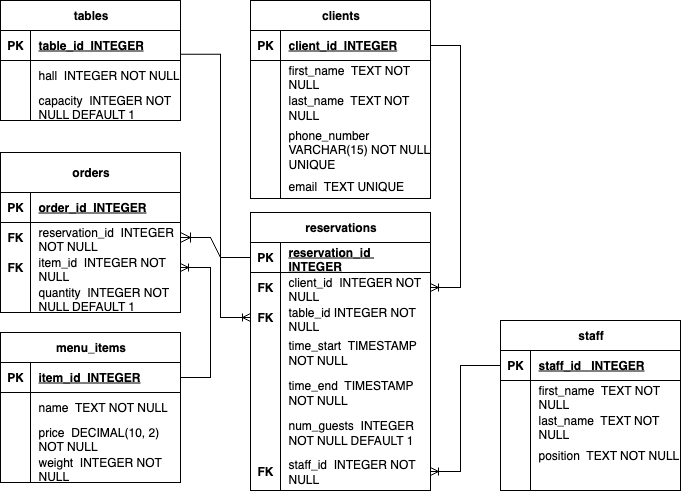 tables
PK table_id INTEGER
hall INTEGER NOT NULL
capacity INTEGER NOT
NULL DEFAULT 1
clients
PK client_id INTEGER
first_name TEXT NOT
NULL
last_name TEXT NOT
NULL
phone_number
VARCHAR(15) NOT NULL
UNIQUE
email TEXT UNIQUE
orders
PK order_id INTEGER
FK reservation_id INTEGER
NOT NULL
FK item_id INTEGER NOT
NULL
quantity INTEGER NOT
NULL DEFAULT 1
reservations
PK reservation_id
INTEGER
FK client_id INTEGER NOT
NULL
FK table_id INTEGER NOT
NULL
time_start TIMESTAMP
NOT NULL
time_end TIMESTAMP
NOT NULL
num_guests INTEGER
NOT NULL DEFAULT 1
FK staff_id INTEGER NOT
NULL
menu_items
PK item_id INTEGER
name TEXT NOT NULL
price DECIMAL(10, 2)
NOT NULL
weight INTEGER NOT
NULL
staff
PK staff_id INTEGER
first_name TEXT NOT
NULL
last_name TEXT NOT
NULL
position TEXT NOT NULL